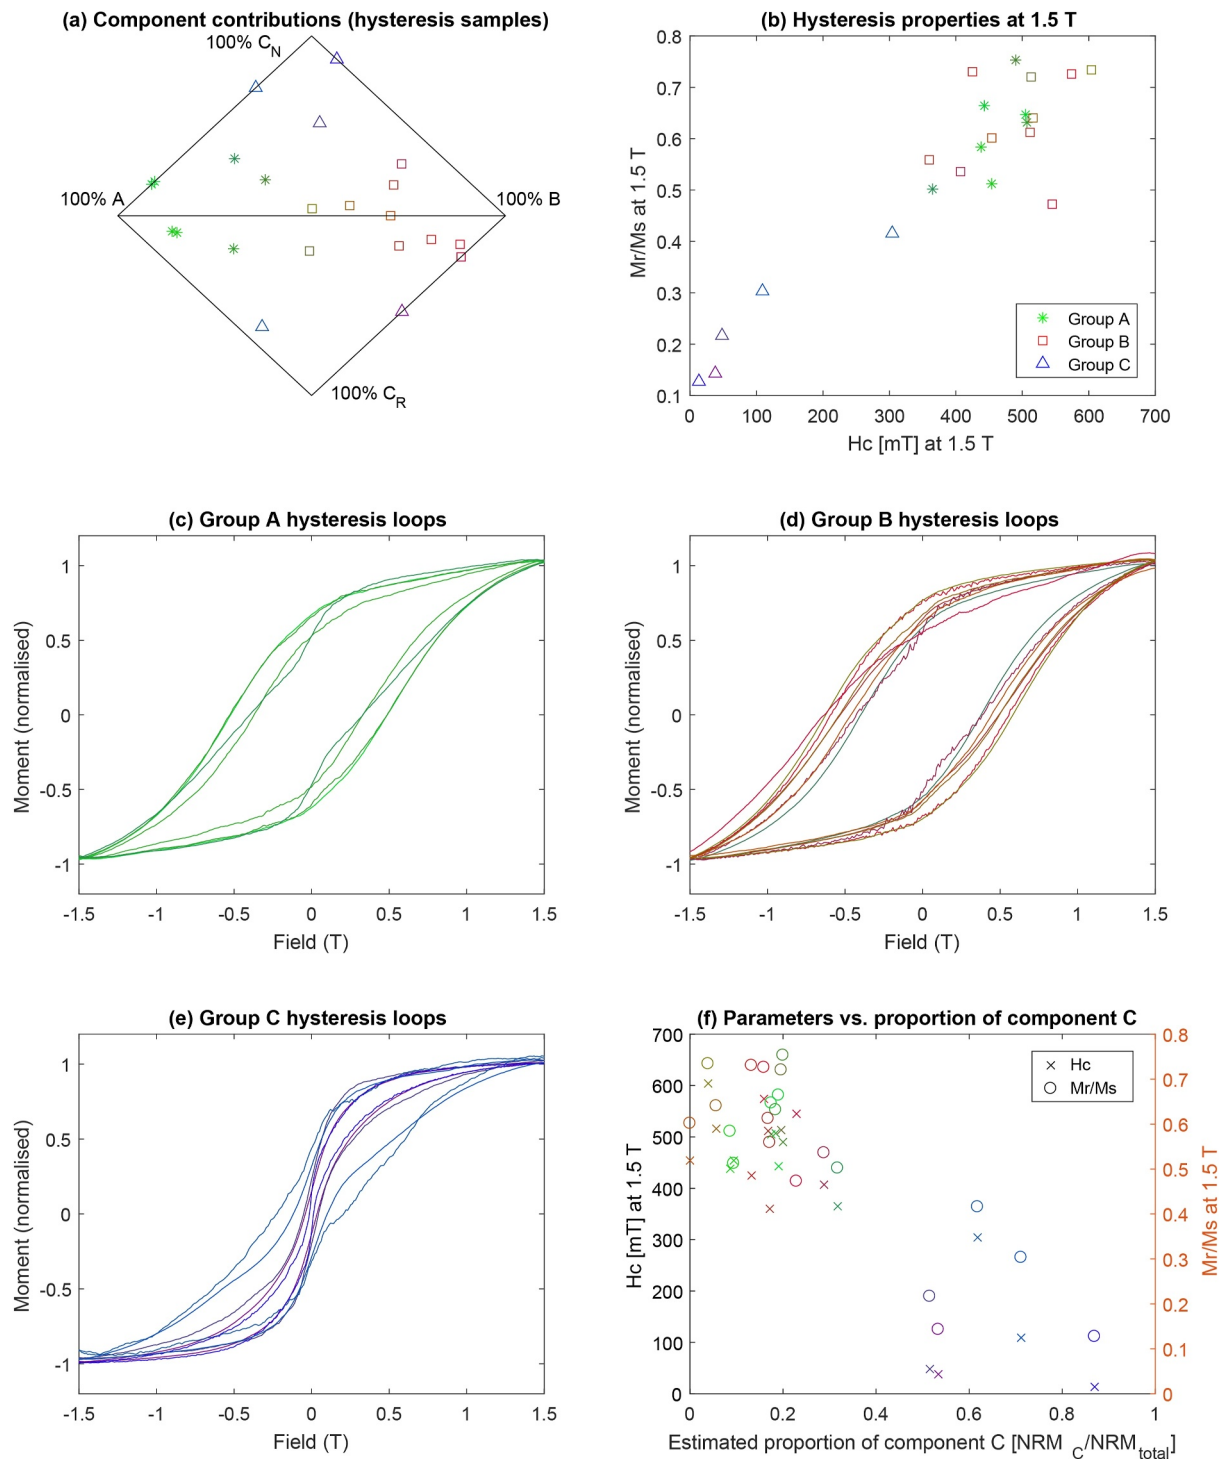 (a) Component contributions (hysteresis samples)
100% C_N
100% A
100% B
100% C_R
(b) Hysteresis properties at 1.5 T
Mr/Ms at 1.5 T
0.8
0.7
0.6
0.5
0.4
0.3
0.2
0.1
0 100 200 300 400 500 600 700
Hc [mT] at 1.5 T
Group A
Group B
Group C
(c) Group A hysteresis loops
Moment (normalised)
1
0.5
0
-0.5
-1
-1.5 -1 -0.5 0 0.5 1 1.5
Field (T)
(d) Group B hysteresis loops
Moment (normalised)
1
0.5
0
-0.5
-1
-1.5 -1 -0.5 0 0.5 1 1.5
Field (T)
(e) Group C hysteresis loops
Moment (normalised)
1
0.5
0
-0.5
-1
-1.5 -1 -0.5 0 0.5 1 1.5
Field (T)
(f) Parameters vs. proportion of component C
Hc [mT] at 1.5 T
700
600
500
400
300
200
100
0
Hc
Mr/Ms
0.8
0.7
0.6
0.5
0.4
0.3
0.2
0.1
0
Mr/Ms at 1.5 T
0 0.2 0.4 0.6 0.8 1
Estimated proportion of component C [NRM_C/NRM_total]